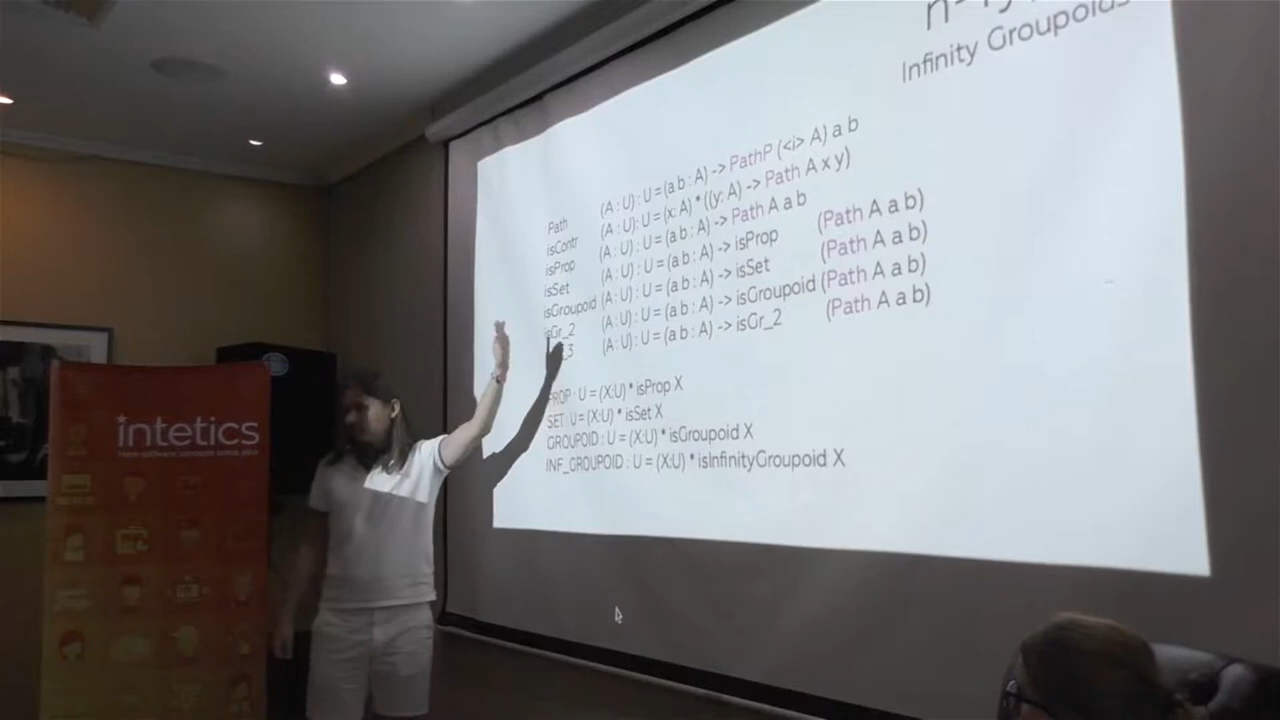 Infinity Groupoids
Path (A : U) : U = (a b : A) -> PathP (<i> A) a b
isContr (A : U) : U = (x: A) * ((y: A) -> Path A x y)
isProp (A : U) : U = (a b : A) -> Path A a b
isSet (A : U) : U = (a b : A) -> isProp (Path A a b)
isGroupoid (A : U) : U = (a b : A) -> isSet (Path A a b)
isGr_2 (A : U) : U = (a b : A) -> isGroupoid (Path A a b)
_3 (A : U) : U = (a b : A) -> isGr_2 (Path A a b)
PROP : U = (X:U) * isProp X
SET : U = (X:U) * isSet X
GROUPOID : U = (X:U) * isGroupoid X
INF_GROUPOID : U = (X:U) * isInfinityGroupoid X
intetics